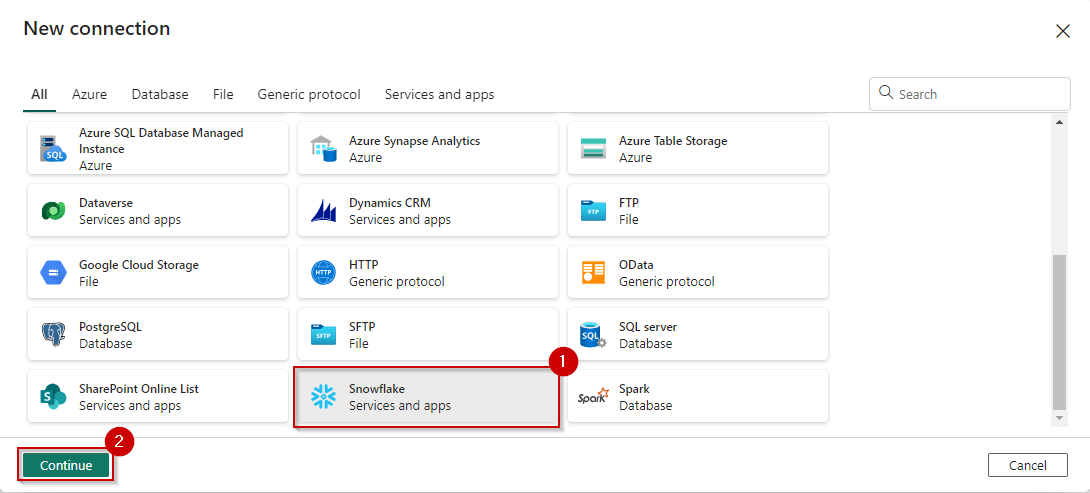 New connection
All Azure Database File Generic protocol Services and apps Search
Azure SQL Database Managed
Instance
Azure
SQL
Azure Synapse Analytics
Azure
Azure Table Storage
Azure
Dataverse
Services and apps
Dynamics CRM
Services and apps
FTP
FTP
File
Google Cloud Storage
File
HTTP
HTTP
Generic protocol
OData
Generic protocol
PostgreSQL
Database
SFTP
SFTP
File
SQL
SQL server
Database
1
S
SharePoint Online List
Services and apps
Snowflake
Services and apps
Spark
Spark
Database
2
Continue
Cancel